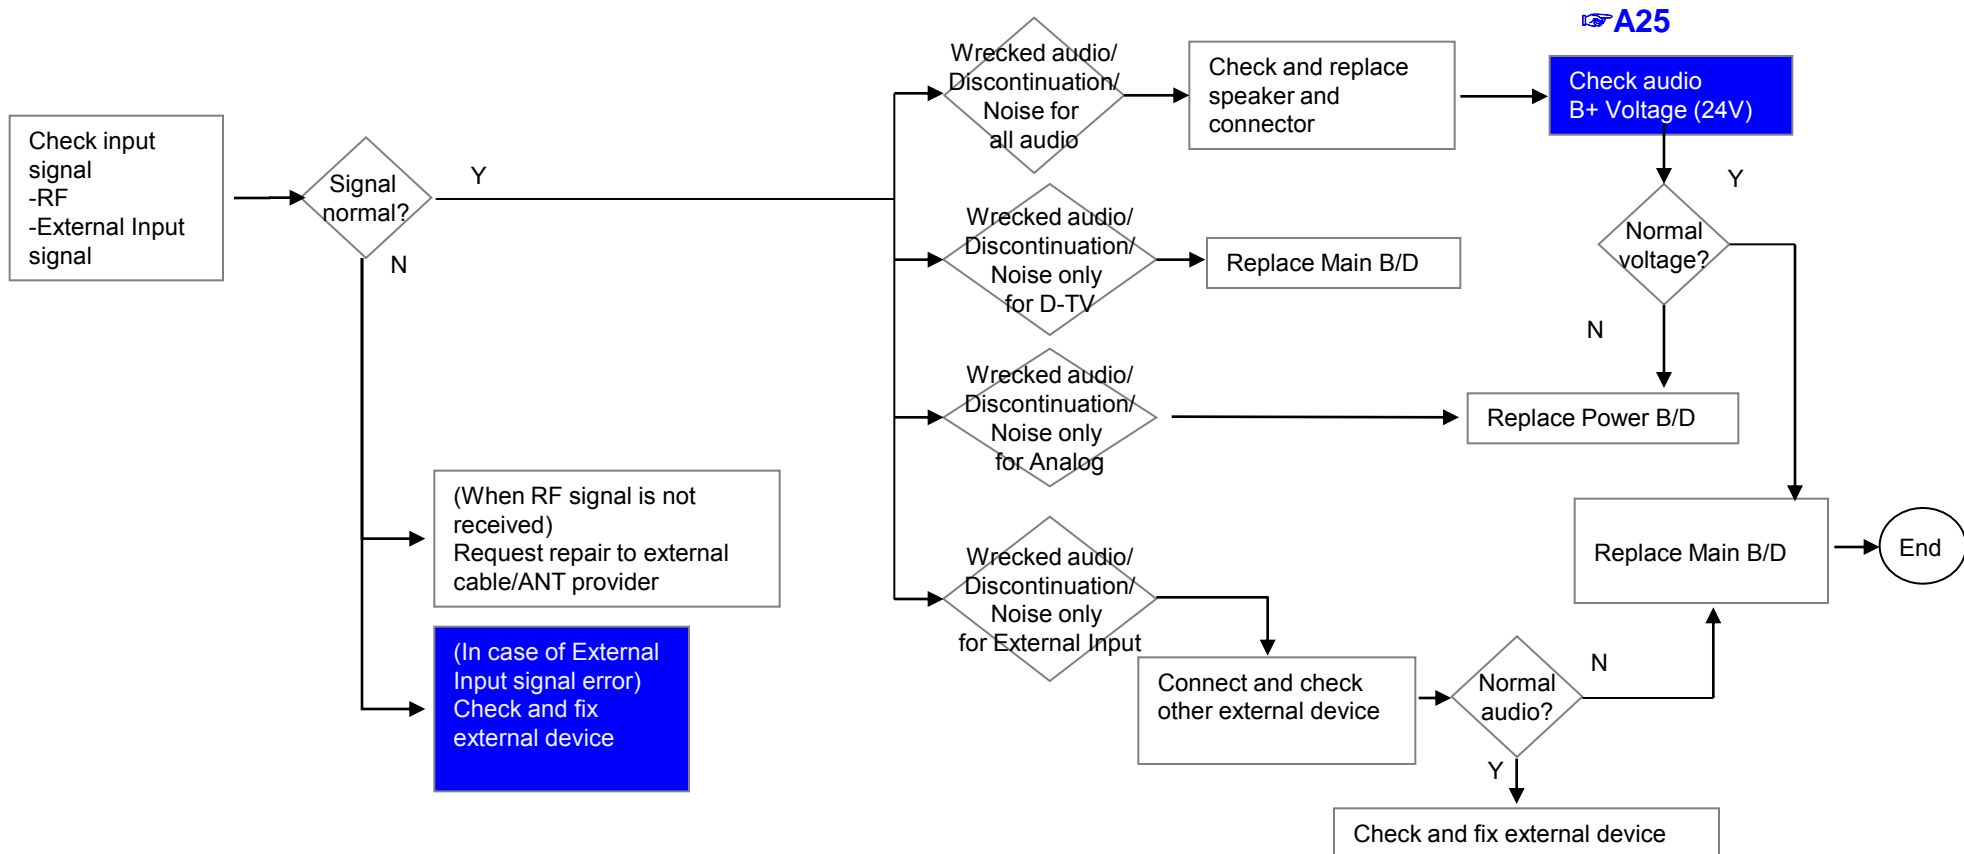 ☞A25
Check input
signal
-RF
-External Input
signal
Signal
normal?
Y
N
(When RF signal is not
received)
Request repair to external
cable/ANT provider
(In case of External
Input signal error)
Check and fix
external device
Wrecked audio/
Discontinuation/
Noise for
all audio
Check and replace
speaker and
connector
Check audio
B+ Voltage (24V)
Normal
voltage?
Y
N
Wrecked audio/
Discontinuation/
Noise only
for D-TV
Replace Main B/D
Wrecked audio/
Discontinuation/
Noise only
for Analog
Replace Power B/D
Wrecked audio/
Discontinuation/
Noise only
for External Input
Connect and check
other external device
Normal
audio?
N
Y
Replace Main B/D
End
Check and fix external device